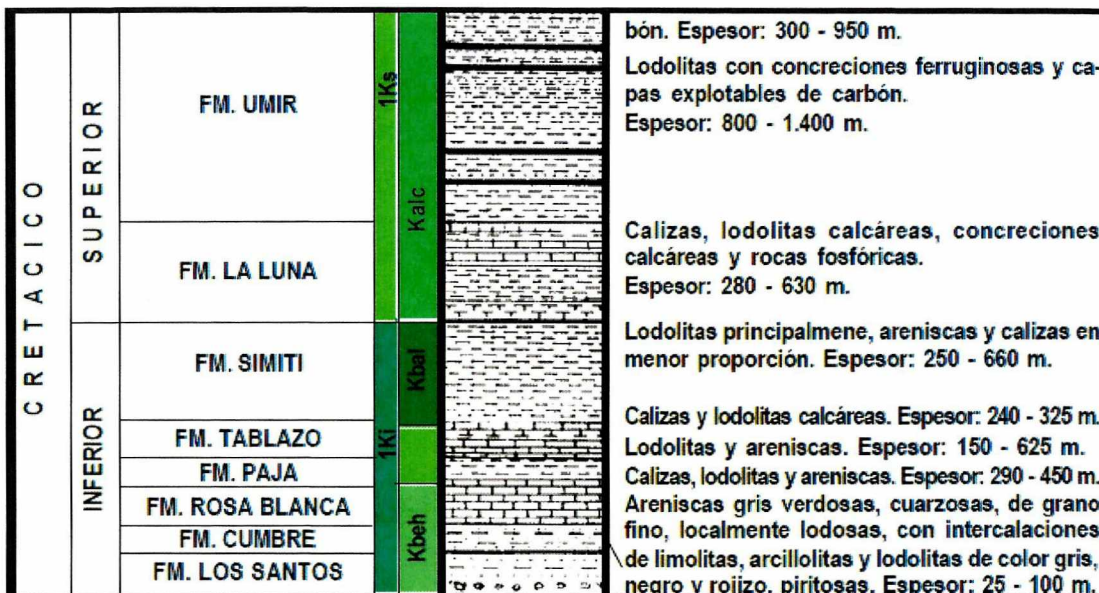 CRETACICO
SUPERIOR
INFERIOR
FM. UMIR
FM. LA LUNA
FM. SIMITI
FM. TABLAZO
FM. PAJA
FM. ROSA BLANCA
FM. CUMBRE
FM. LOS SANTOS
1Ks
1Ki
Kalc
Kbal
Kbeh
bón. Espesor: 300 - 950 m.
Lodolitas con concreciones ferruginosas y ca-
pas explotables de carbón.
Espesor: 800 - 1.400 m.
Calizas, lodolitas calcáreas, concreciones
calcáreas y rocas fosfóricas.
Espesor: 280 - 630 m.
Lodolitas principalmene, areniscas y calizas en
menor proporción. Espesor: 250 - 660 m.
Calizas y lodolitas calcáreas. Espesor: 240 - 325 m.
Lodolitas y areniscas. Espesor: 150 - 625 m.
Calizas, lodolitas y areniscas. Espesor: 290 - 450 m.
Areniscas gris verdosas, cuarzosas, de grano
fino, localmente lodosas, con intercalaciones
de limolitas, arcillolitas y lodolitas de color gris,
negro y rojizo, piritosas. Espesor: 25 - 100 m.